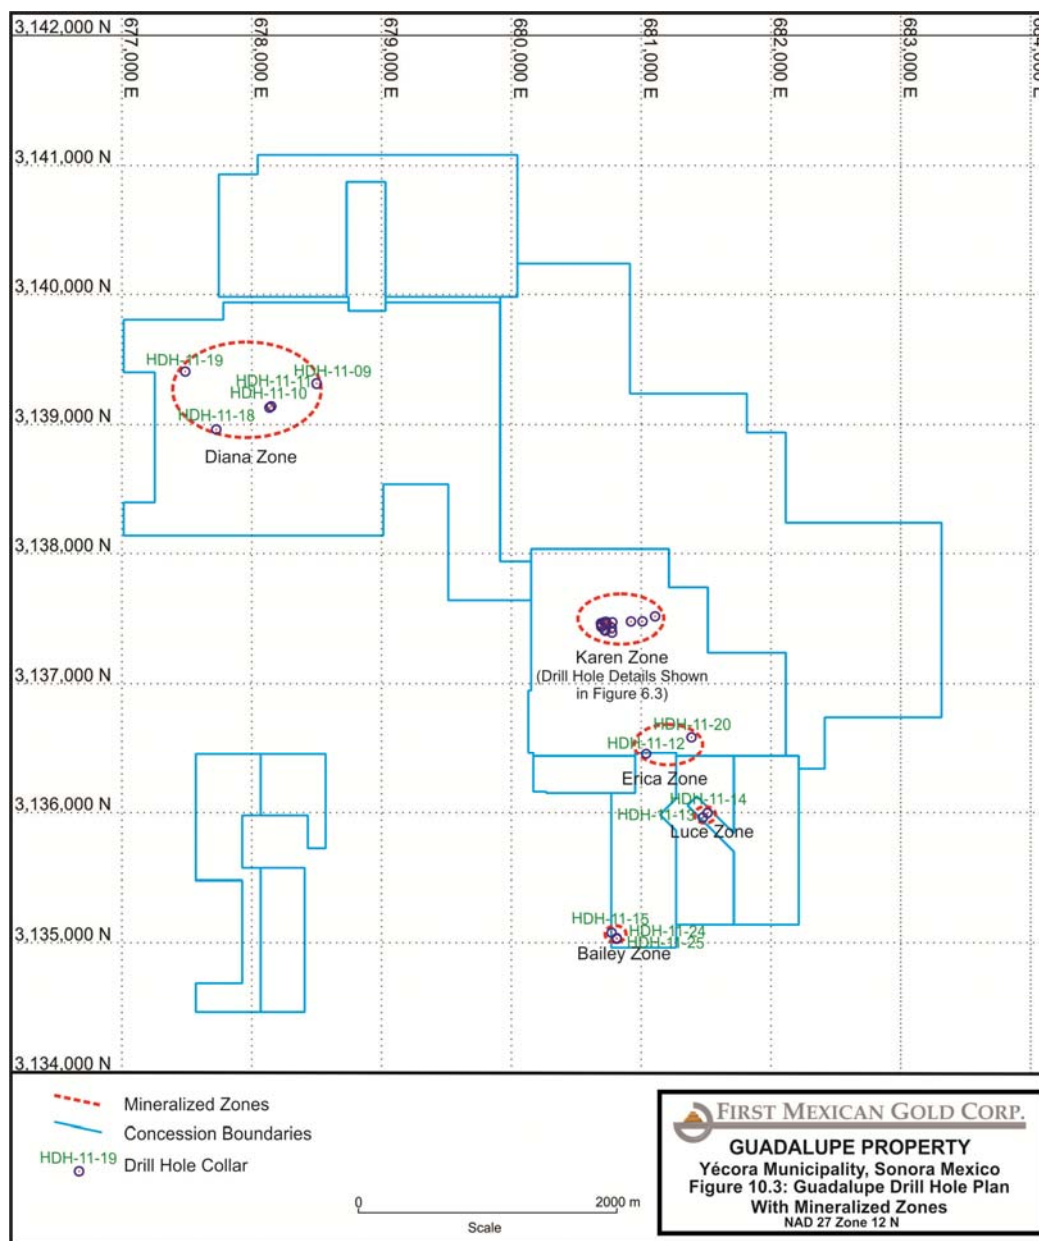 677,000 E
678,000 E
679,000 E
680,000 E
681,000 E
682,000 E
683,000 E
3,142,000 N
3,141,000 N
3,140,000 N
HDH-11-19
HDH-11-09
HDH-11-11
HDH-11-10
HDH-11-18
3,139,000 N
Diana Zone
3,138,000 N
Karen Zone
(Drill Hole Details Shown
in Figure 6.3)
3,137,000 N
HDH-11-20
HDH-11-12
Erica Zone
HDH-11-14
3,136,000 N
HDH-11-13
Luce Zone
HDH-11-15
HDH-11-24
3,135,000 N
HDH-11-25
Bailey Zone
3,134,000 N
Mineralized Zones
Concession Boundaries
HDH-11-19
Drill Hole Collar
0
2000 m
Scale
FIRST MEXICAN GOLD CORP.
GUADALUPE PROPERTY
Yécora Municipality, Sonora Mexico
Figure 10.3: Guadalupe Drill Hole Plan
With Mineralized Zones
NAD 27 Zone 12 N